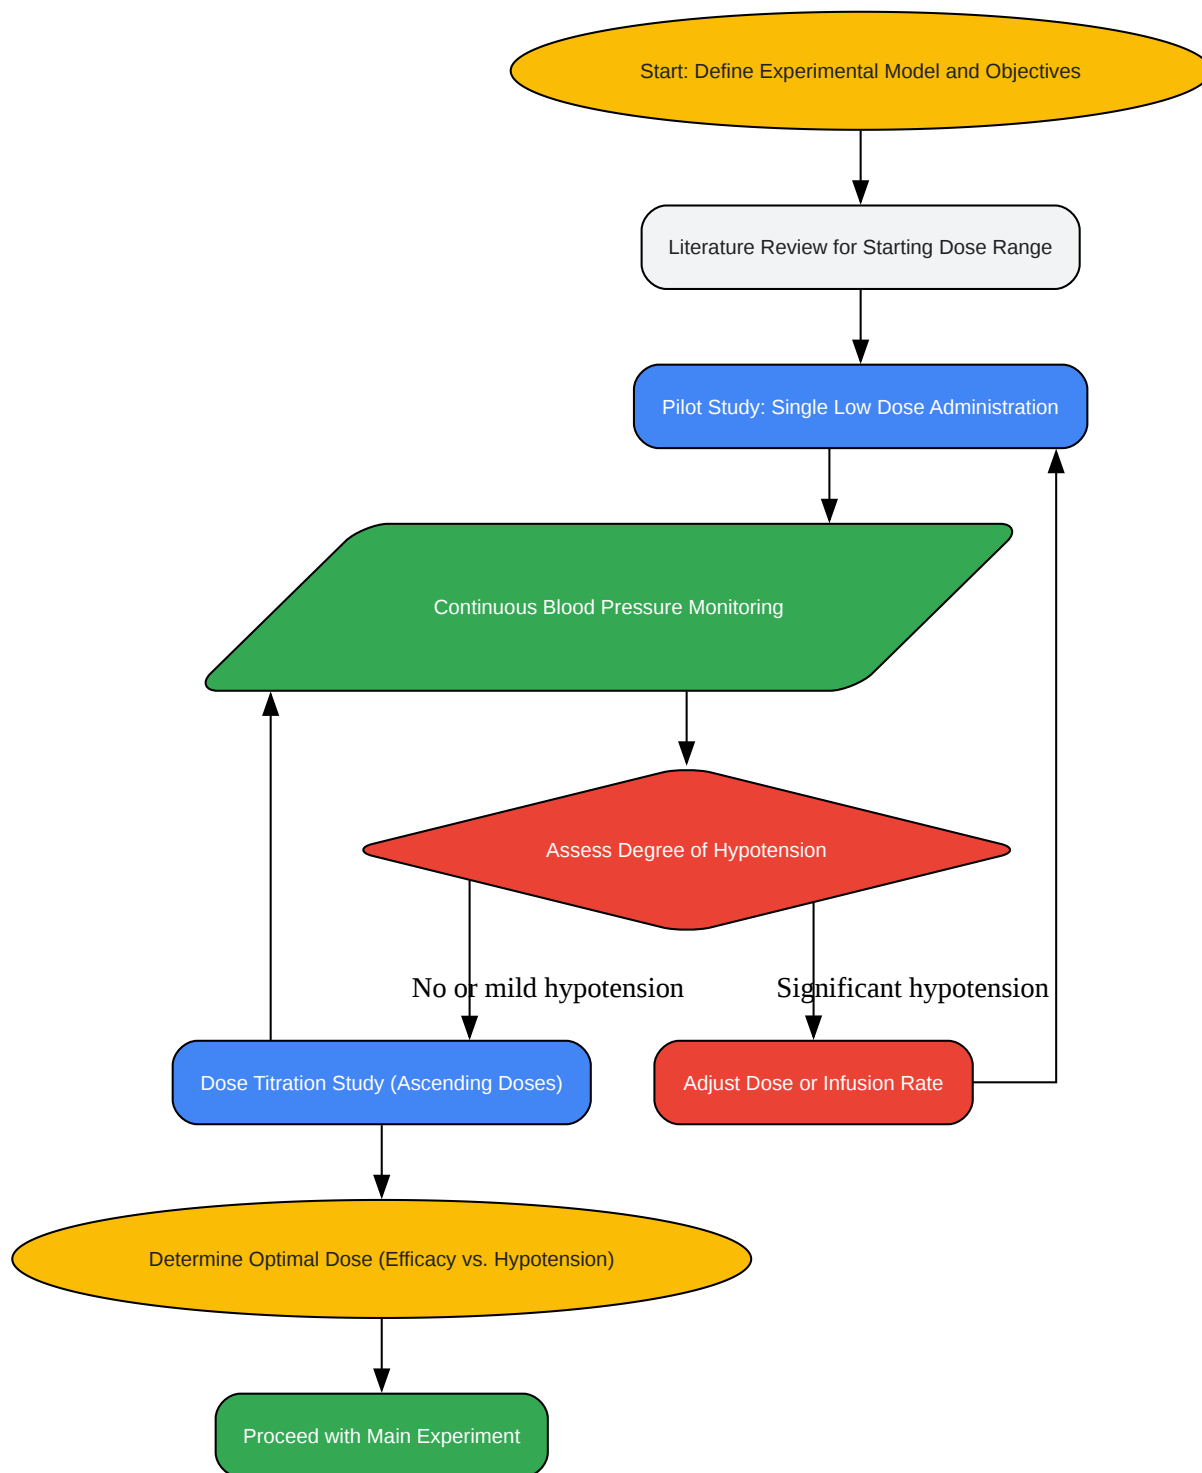 Start: Define Experimental Model and Objectives
Literature Review for Starting Dose Range
Pilot Study: Single Low Dose Administration
Continuous Blood Pressure Monitoring
Assess Degree of Hypotension
No or mild hypotension
Significant hypotension
Dose Titration Study (Ascending Doses)
Adjust Dose or Infusion Rate
Determine Optimal Dose (Efficacy vs. Hypotension)
Proceed with Main Experiment